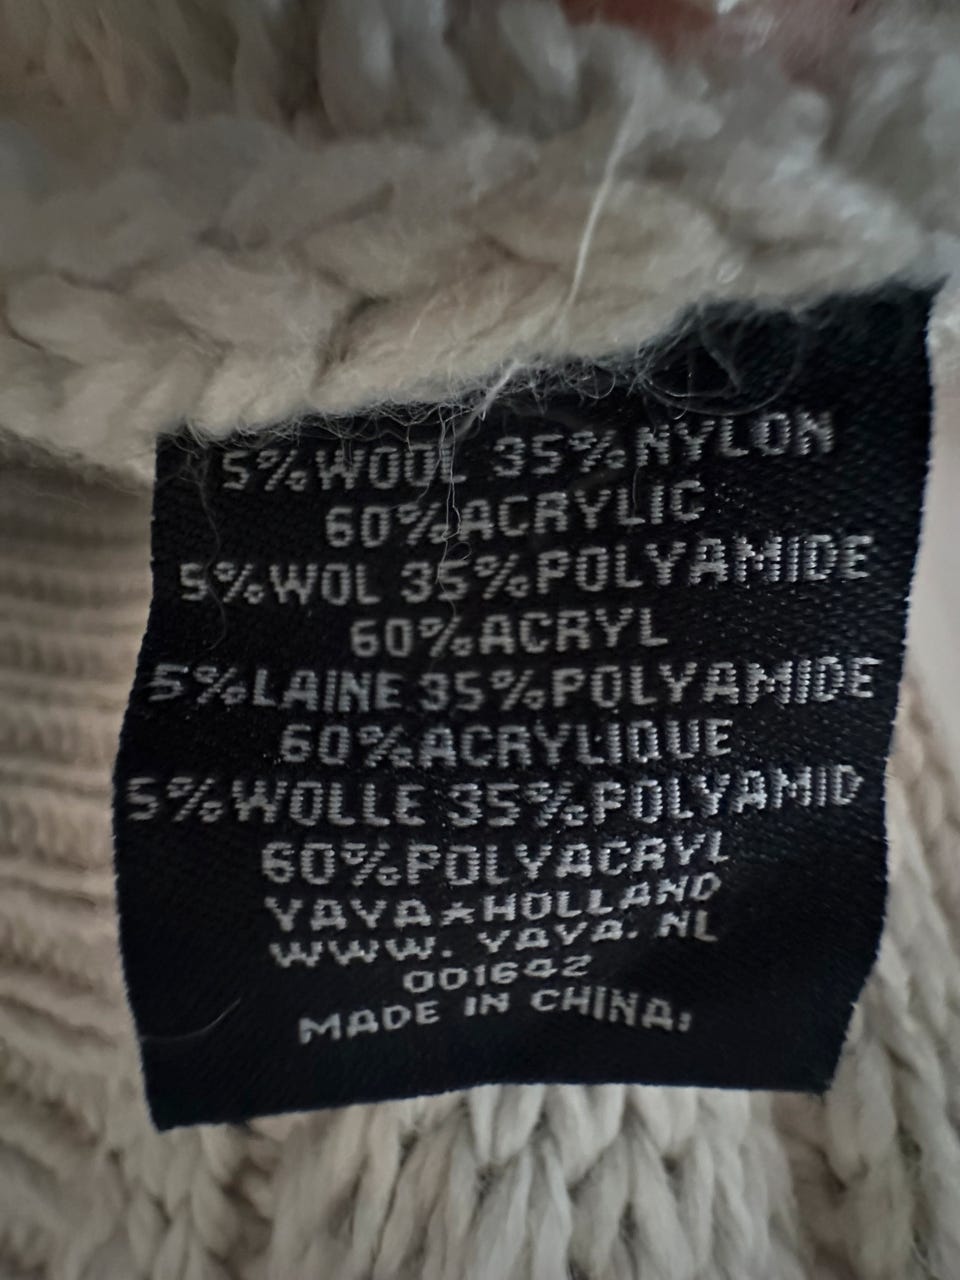 5%WOOL 35%NYLON
60%ACRYLIC
5%WOL 35%POLYAMIDE
60%ACRYL
5%LAINE 35%POLYAMIDE
60%ACRYLIQUE
5%WOLLE 35%POLYAMID
60%POLYACRYL
YAYA★HOLLAND
WWW. YAYA. NL
001642
MADE IN CHINA: